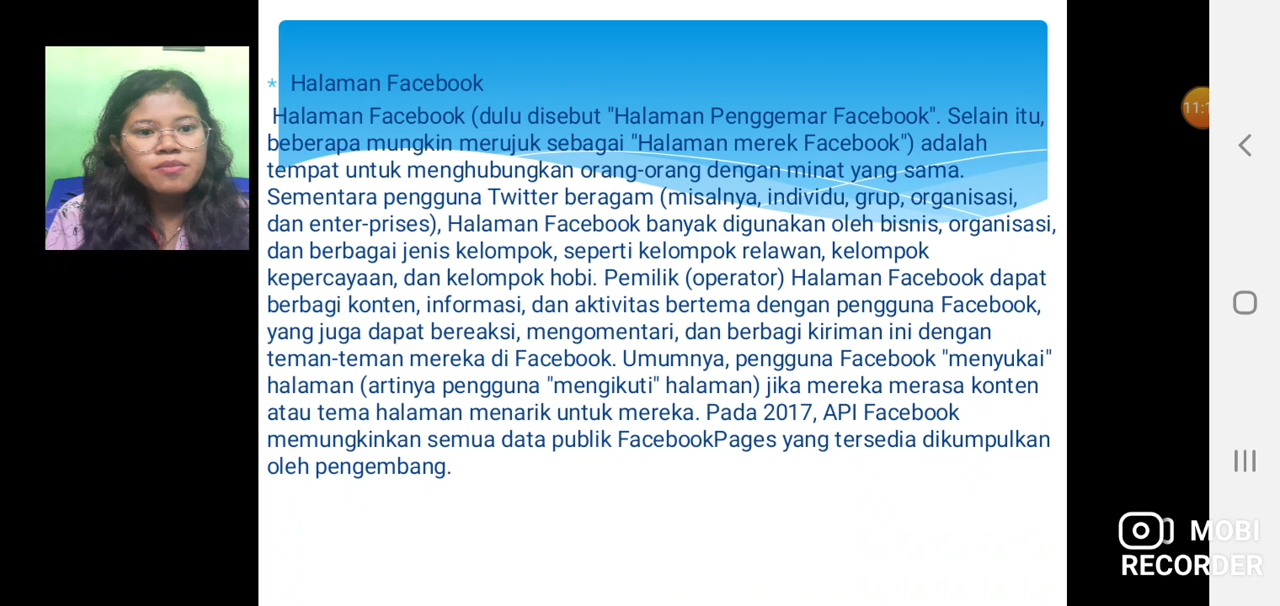 * Halaman Facebook
Halaman Facebook (dulu disebut "Halaman Penggemar Facebook". Selain itu,
beberapa mungkin merujuk sebagai "Halaman merek Facebook") adalah
tempat untuk menghubungkan orang-orang dengan minat yang sama.
Sementara pengguna Twitter beragam (misalnya, individu, grup, organisasi,
dan enter-prises), Halaman Facebook banyak digunakan oleh bisnis, organisasi,
dan berbagai jenis kelompok, seperti kelompok relawan, kelompok
kepercayaan, dan kelompok hobi. Pemilik (operator) Halaman Facebook dapat
berbagi konten, informasi, dan aktivitas bertema dengan pengguna Facebook,
yang juga dapat bereaksi, mengomentari, dan berbagi kiriman ini dengan
teman-teman mereka di Facebook. Umumnya, pengguna Facebook "menyukai"
halaman (artinya pengguna "mengikuti" halaman) jika mereka merasa konten
atau tema halaman menarik untuk mereka. Pada 2017, API Facebook
memungkinkan semua data publik FacebookPages yang tersedia dikumpulkan
oleh pengembang.
MOBI
RECORDER